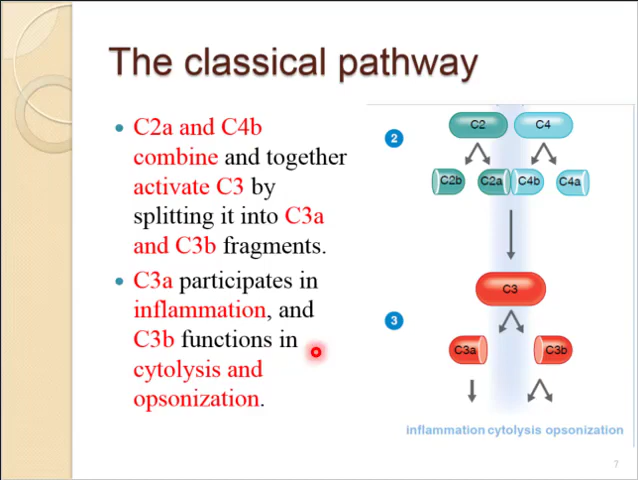 The classical pathway
C2a and C4b
combine and together
activate C3 by
splitting it into C3a
and C3b fragments.
C3a participates in
inflammation, and
C3b functions in
cytolysis and
opsonization.
C2 C4
2
C2b C2a C4b C4a
C3
3
C3a C3b
inflammation cytolysis opsonization
7